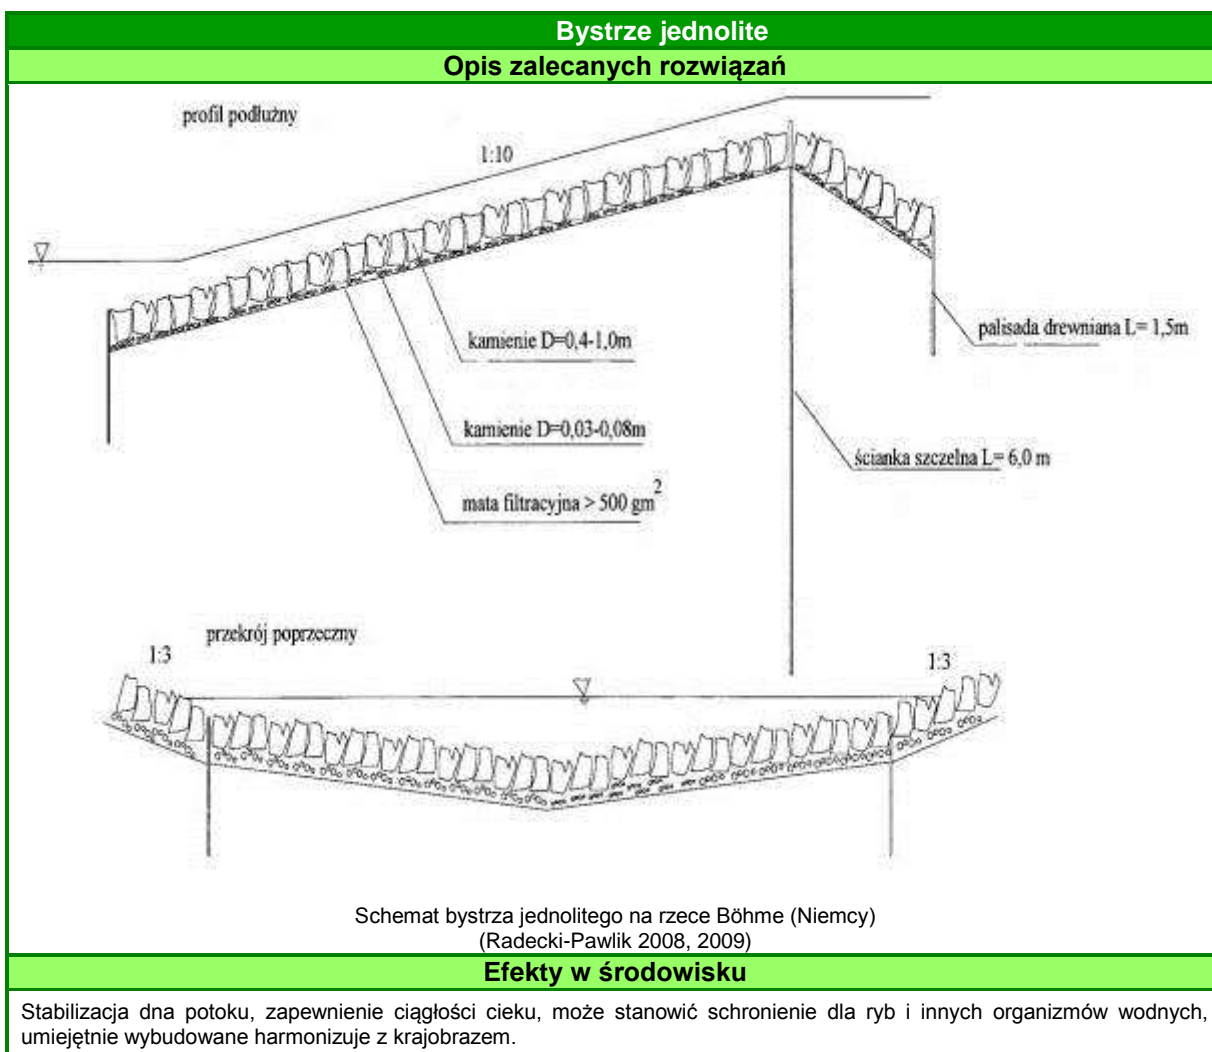 Bystrze jednolite
Opis zalecanych rozwiązań
profil podłużny
1:10
kamienie D=0,4-1,0m
palisada drewniana L= 1,5m
kamienie D=0,03-0,08m
ścianka szczelna L= 6,0 m
mata filtracyjna > 500 gm²
przekrój poprzeczny
1:3
1:3
Schemat bystrza jednolitego na rzece Böhme (Niemcy)
(Radecki-Pawlik 2008, 2009)
Efekty w środowisku
Stabilizacja dna potoku, zapewnienie ciągłości cieku, może stanowić schronienie dla ryb i innych organizmów wodnych,
umiejętnie wybudowane harmonizuje z krajobrazem.